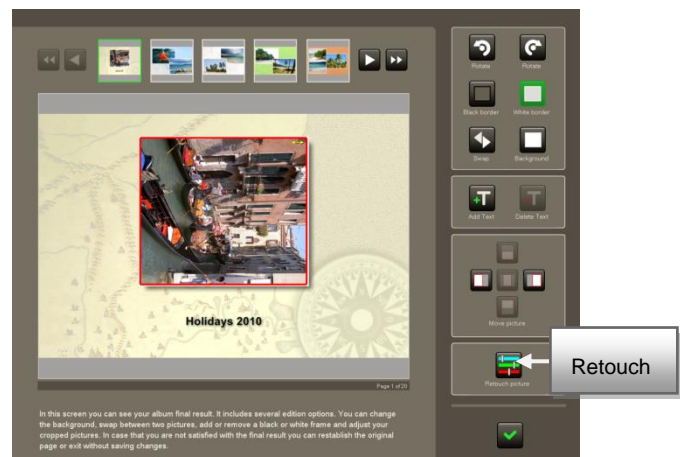 Rotate Rotate
Black border White border
Swap Background
Add Text Delete Text
Holidays 2010
Move picture
Retouch
Page 1 of 20
Retouch picture
In this screen you can see your album final result. It includes several edition options. You can change
the background, swap between two pictures, add or remove a black or white frame and adjust your
cropped pictures. In case that you are not satisfied with the final result you can restablish the original
page or exit without saving changes.